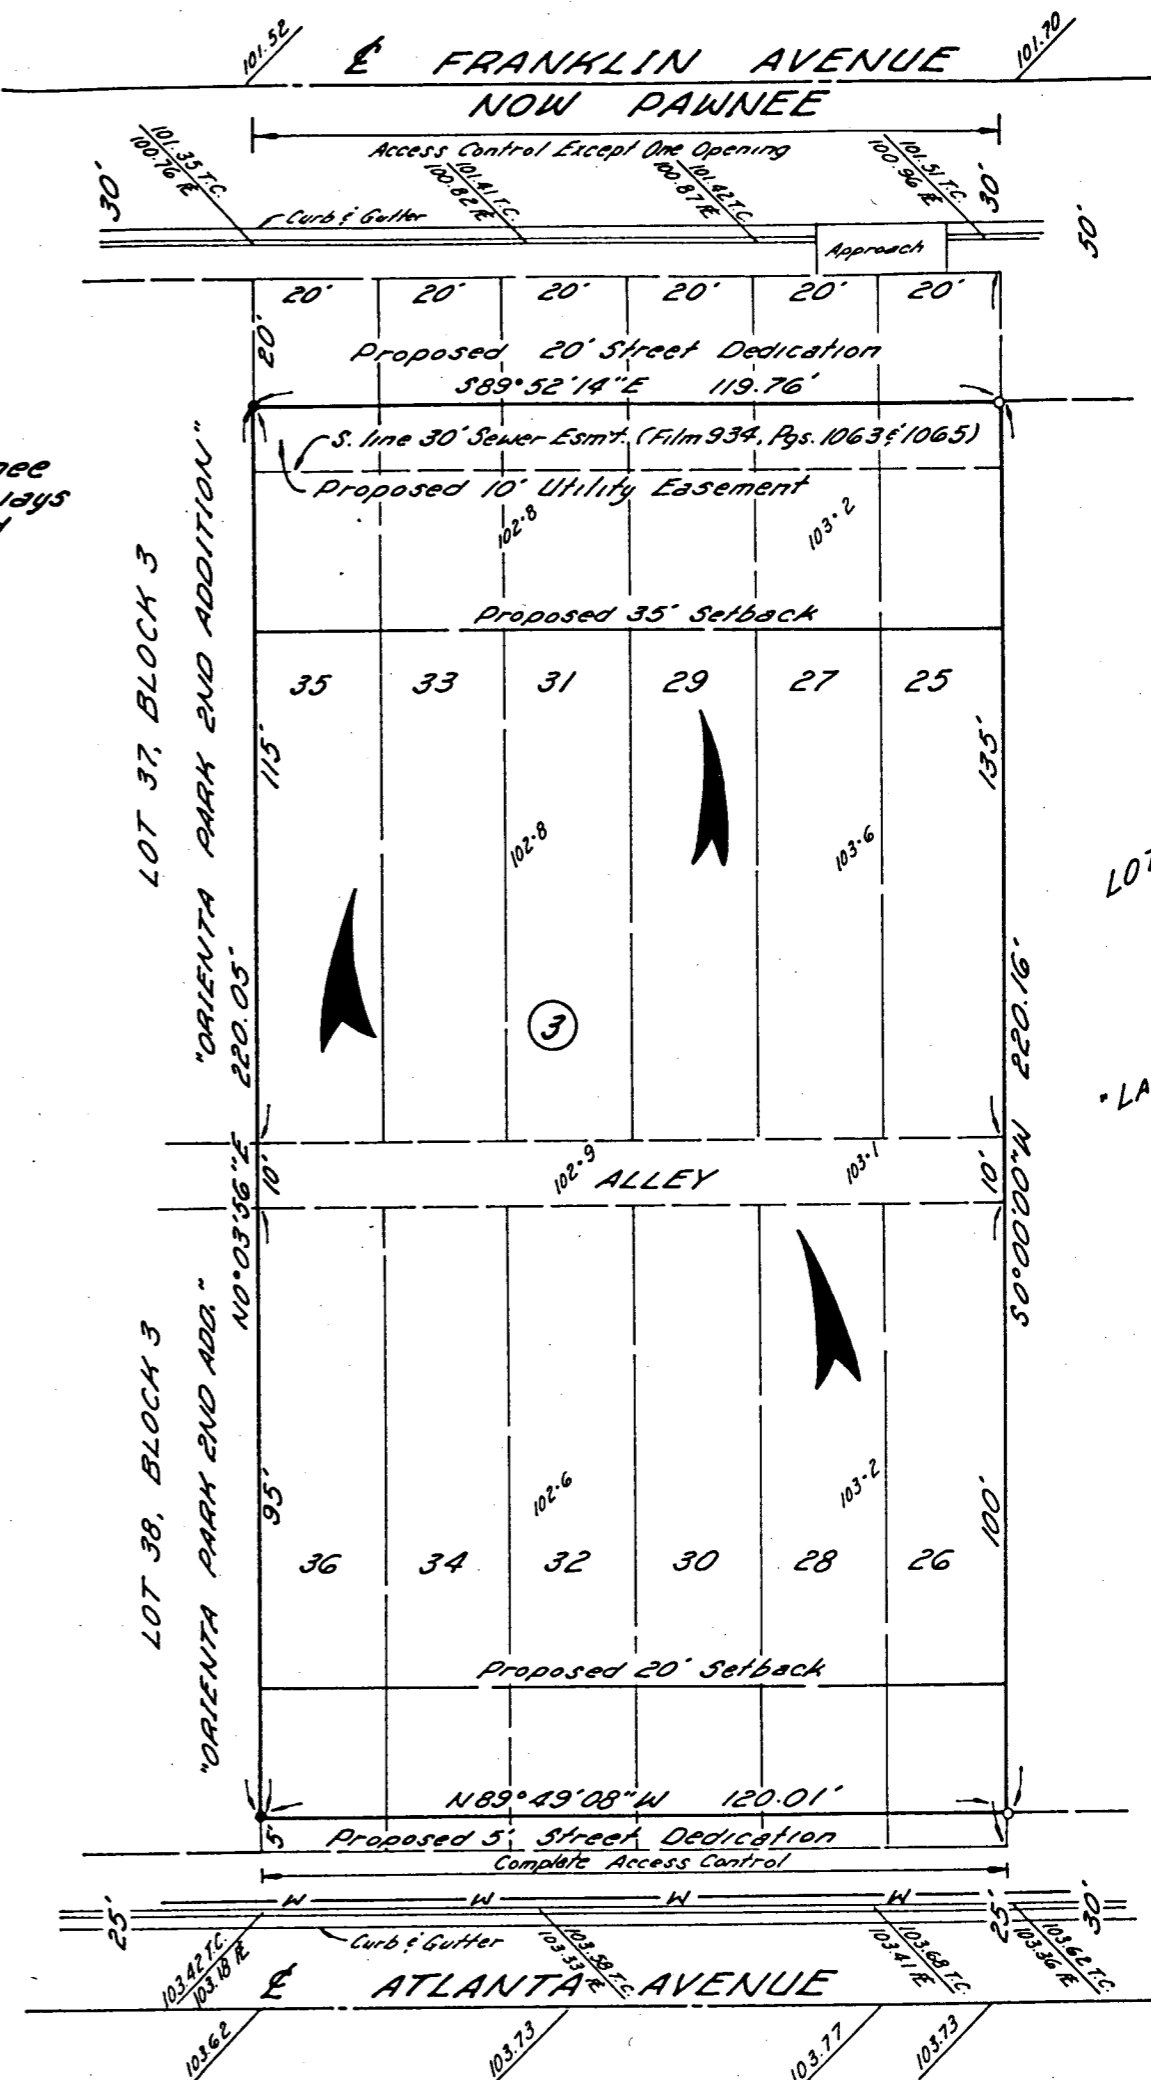 101.52
101.70
℄ FRANKLIN AVENUE
NOW PAWNEE
Access Control Except One Opening
101.35 T.C.
100.76 ℄
101.41 T.C.
100.82 ℄
101.42 T.C.
100.87 ℄
101.51 T.C.
100.96 ℄
30'
30'
50'
Curb & Gutter
Approach
20' 20' 20' 20' 20' 20'
20'
Proposed 20' Street Dedication
S89°52'14"E 119.76'
S. line 30' Sewer Esm't. (Film 934, Pgs. 1063 & 1065)
Proposed 10' Utility Easement
102.8
103.2
Proposed 35' Setback
35 33 31 29 27 25
115'
135'
LOT 37, BLOCK 3
"ORIENTA PARK 2ND ADDITION"
102.8
103.6
LOT
220.05'
220.16'
3
"LA
N0°03'56"E
S0°00'00"W
10'
102.9
ALLEY
103.1
10'
LOT 38, BLOCK 3
"ORIENTA PARK 2ND ADD."
95'
100'
102.6
103.2
36 34 32 30 28 26
Proposed 20' Setback
N89°49'08"W 120.01'
5'
Proposed 5' Street Dedication
Complete Access Control
W W W W
25'
25'
30'
Curb & Gutter
103.42 T.C.
103.18 ℄
103.58 T.C.
103.33 ℄
103.68 T.C.
103.41 ℄
103.62 T.C.
103.36 ℄
℄ ATLANTA AVENUE
103.62
103.73
103.77
103.73